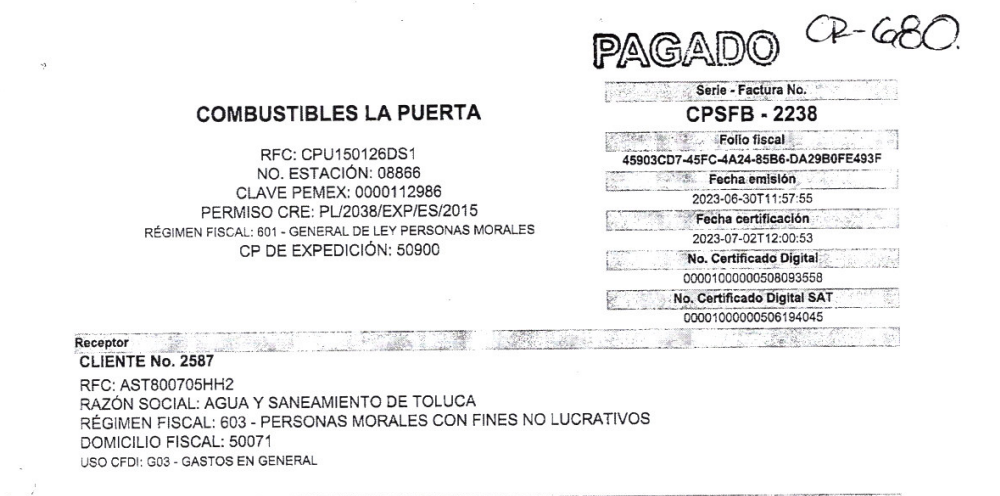 PAGADO CR-680.
COMBUSTIBLES LA PUERTA
RFC: CPU150126DS1
NO. ESTACIÓN: 08866
CLAVE PEMEX: 0000112986
PERMISO CRE: PL/2038/EXP/ES/2015
RÉGIMEN FISCAL: 601 - GENERAL DE LEY PERSONAS MORALES
CP DE EXPEDICIÓN: 50900
Serie - Factura No.
CPSFB - 2238
Folio fiscal
45903CD7-45FC-4A24-85B6-DA29B0FE493F
Fecha emisión
2023-06-30T11:57:55
Fecha certificación
2023-07-02T12:00:53
No. Certificado Digital
00001000000508093558
No. Certificado Digital SAT
00001000000506194045
Receptor
CLIENTE No. 2587
RFC: AST800705HH2
RAZÓN SOCIAL: AGUA Y SANEAMIENTO DE TOLUCA
RÉGIMEN FISCAL: 603 - PERSONAS MORALES CON FINES NO LUCRATIVOS
DOMICILIO FISCAL: 50071
USO CFDI: G03 - GASTOS EN GENERAL